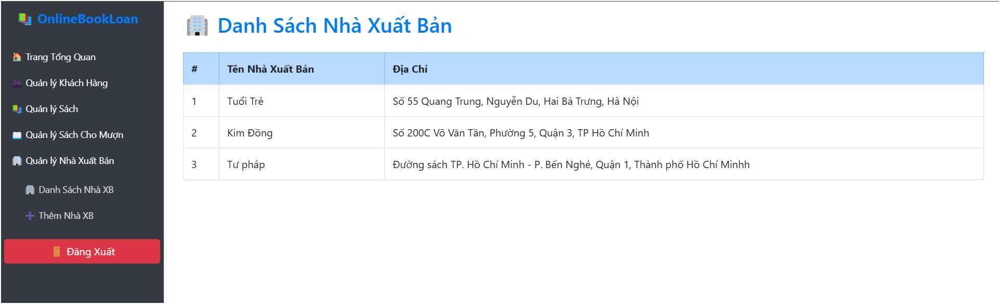 OnlineBookLoan
Trang Tổng Quan
Quản lý Khách Hàng
Quản lý Sách
Quản lý Sách Cho Mượn
Quản lý Nhà Xuất Bản
Danh Sách Nhà XB
Thêm Nhà XB
Đăng Xuất
Danh Sách Nhà Xuất Bản
# Tên Nhà Xuất Bản Địa Chỉ
1 Tuổi Trẻ Số 55 Quang Trung, Nguyễn Du, Hai Bà Trưng, Hà Nội
2 Kim Đồng Số 200C Võ Văn Tần, Phường 5, Quận 3, TP Hồ Chí Minh
3 Tư pháp Đường sách TP. Hồ Chí Minh - P. Bến Nghé, Quận 1, Thành phố Hồ Chí Minhh